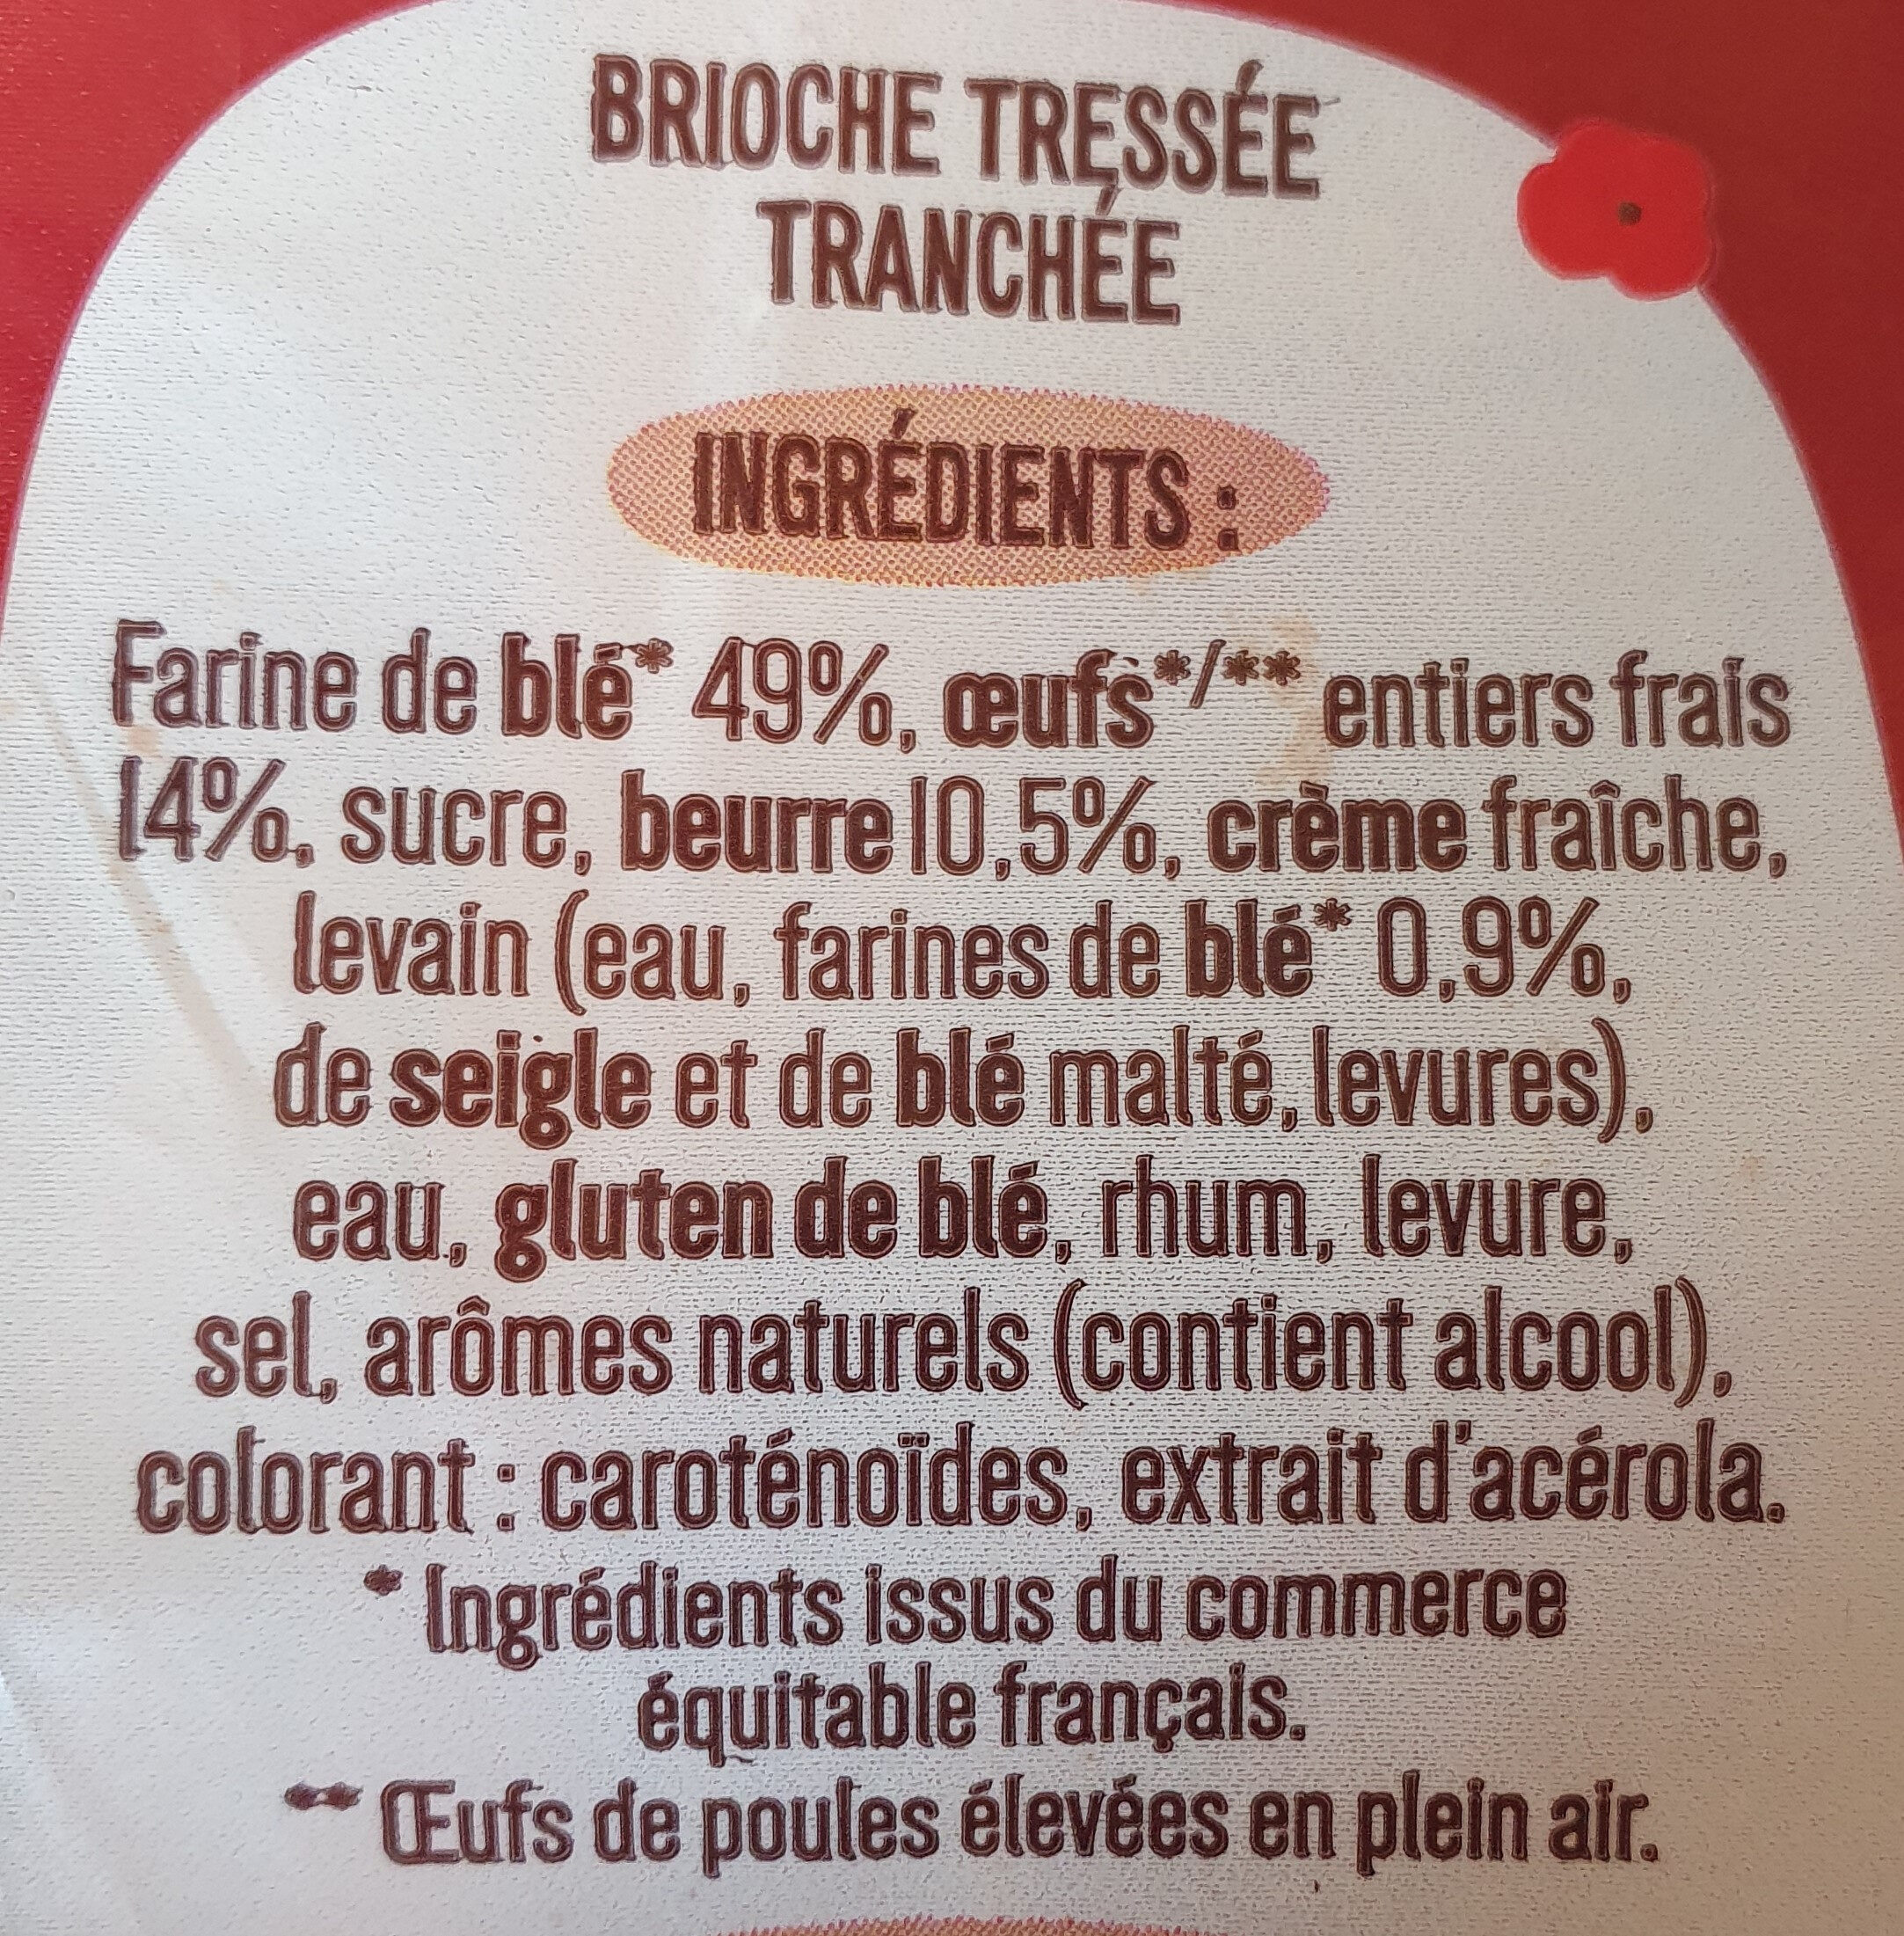 BRIOCHE TRESSÉE
TRANCHÉE
INGRÉDIENTS :
Farine de blé* 49%, œufs*/** entiers frais
14%, sucre, beurre 10,5%, crème fraîche,
levain (eau, farines de blé* 0,9%,
de seigle et de blé malté, levures),
eau, gluten de blé, rhum, levure,
sel, arômes naturels (contient alcool),
colorant : caroténoïdes, extrait d'acérola.
* Ingrédients issus du commerce
équitable français.
** Œufs de poules élevées en plein air.